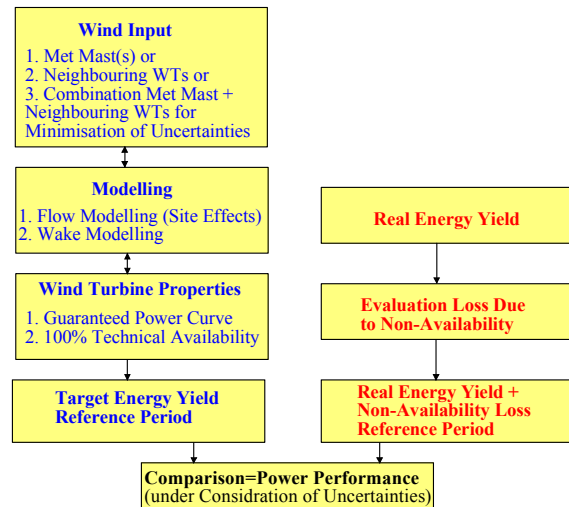 Wind Input
1. Met Mast(s) or
2. Neighbouring WTs or
3. Combination Met Mast +
Neighbouring WTs for
Minimisation of Uncertainties
Modelling
1. Flow Modelling (Site Effects)
2. Wake Modelling
Wind Turbine Properties
1. Guaranteed Power Curve
2. 100% Technical Availability
Target Energy Yield
Reference Period
Real Energy Yield
Evaluation Loss Due
to Non-Availability
Real Energy Yield +
Non-Availability Loss
Reference Period
Comparison=Power Performance
(under Considration of Uncertainties)